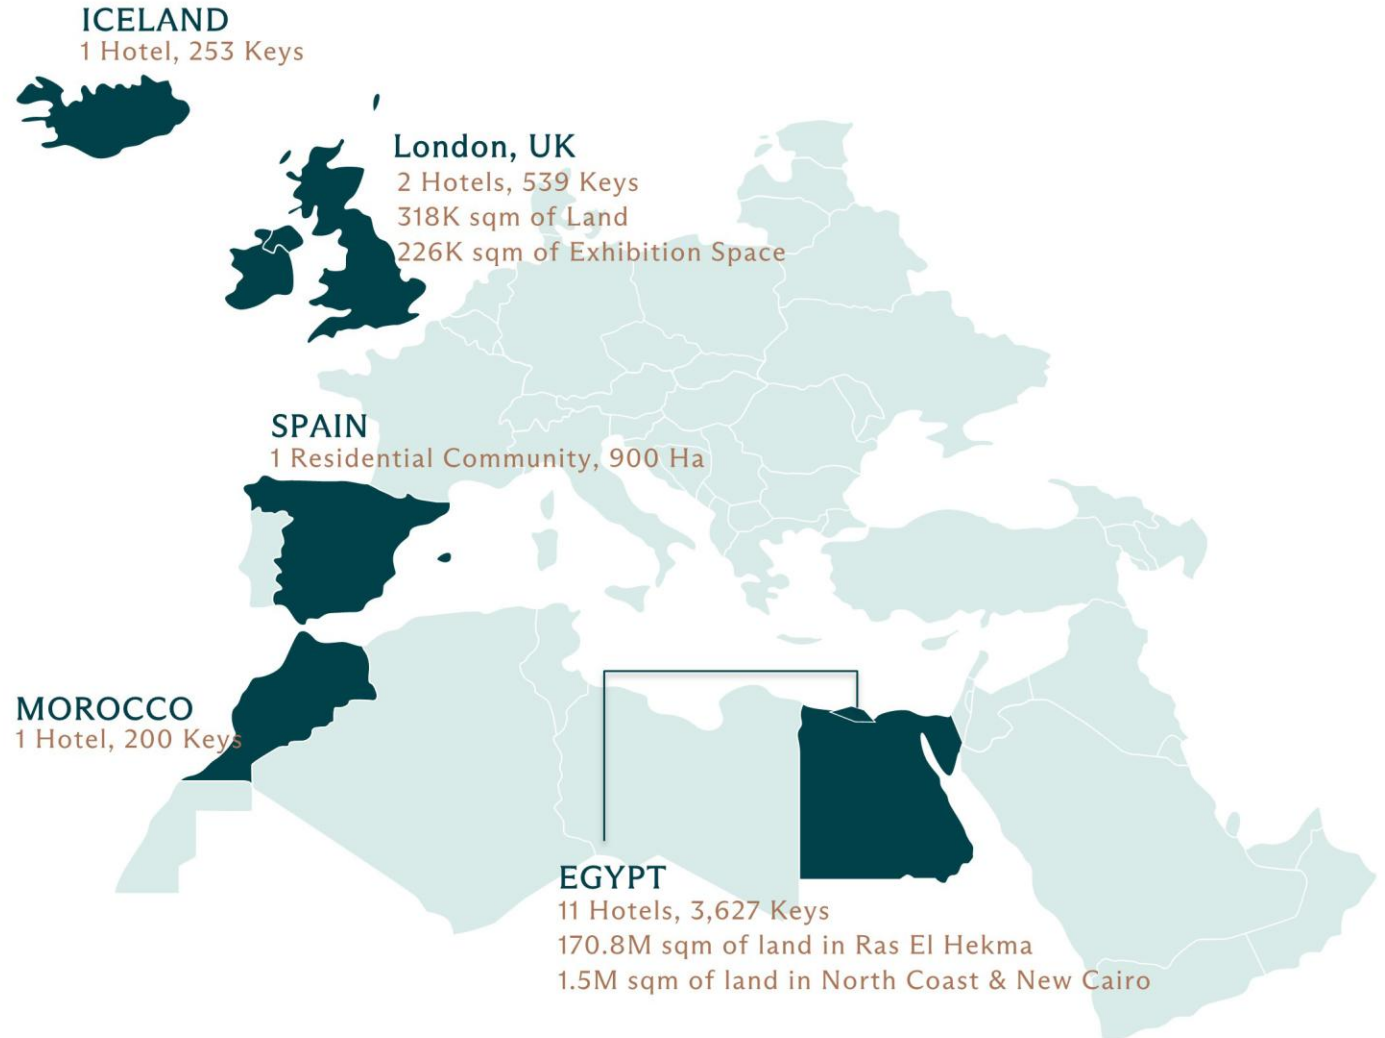 ICELAND
1 Hotel, 253 Keys
London, UK
2 Hotels, 539 Keys
318K sqm of Land
226K sqm of Exhibition Space
SPAIN
1 Residential Community, 900 Ha
MOROCCO
1 Hotel, 200 Keys
EGYPT
11 Hotels, 3,627 Keys
170.8M sqm of land in Ras El Hekma
1.5M sqm of land in North Coast & New Cairo